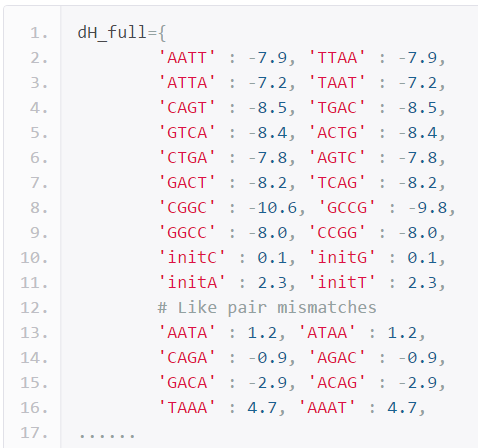 1. dH_full={
2. 'AATT' : -7.9, 'TTAA' : -7.9,
3. 'ATTA' : -7.2, 'TAAT' : -7.2,
4. 'CAGT' : -8.5, 'TGAC' : -8.5,
5. 'GTCA' : -8.4, 'ACTG' : -8.4,
6. 'CTGA' : -7.8, 'AGTC' : -7.8,
7. 'GACT' : -8.2, 'TCAG' : -8.2,
8. 'CGGC' : -10.6, 'GCCG' : -9.8,
9. 'GGCC' : -8.0, 'CCGG' : -8.0,
10. 'initC' : 0.1, 'initG' : 0.1,
11. 'initA' : 2.3, 'initT' : 2.3,
12. # Like pair mismatches
13. 'AATA' : 1.2, 'ATAA' : 1.2,
14. 'CAGA' : -0.9, 'AGAC' : -0.9,
15. 'GACA' : -2.9, 'ACAG' : -2.9,
16. 'TAAA' : 4.7, 'AAAT' : 4.7,
17. ......